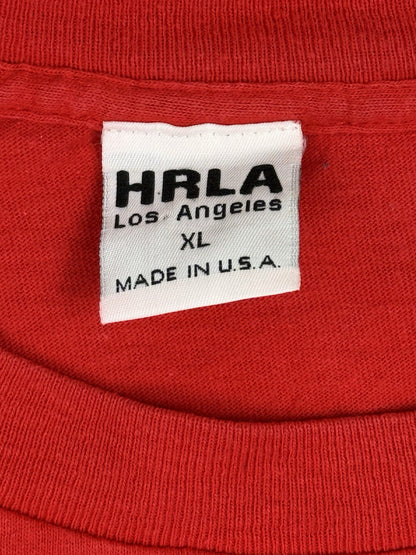 HRLA
Los Angeles
XL
MADE IN U.S.A.